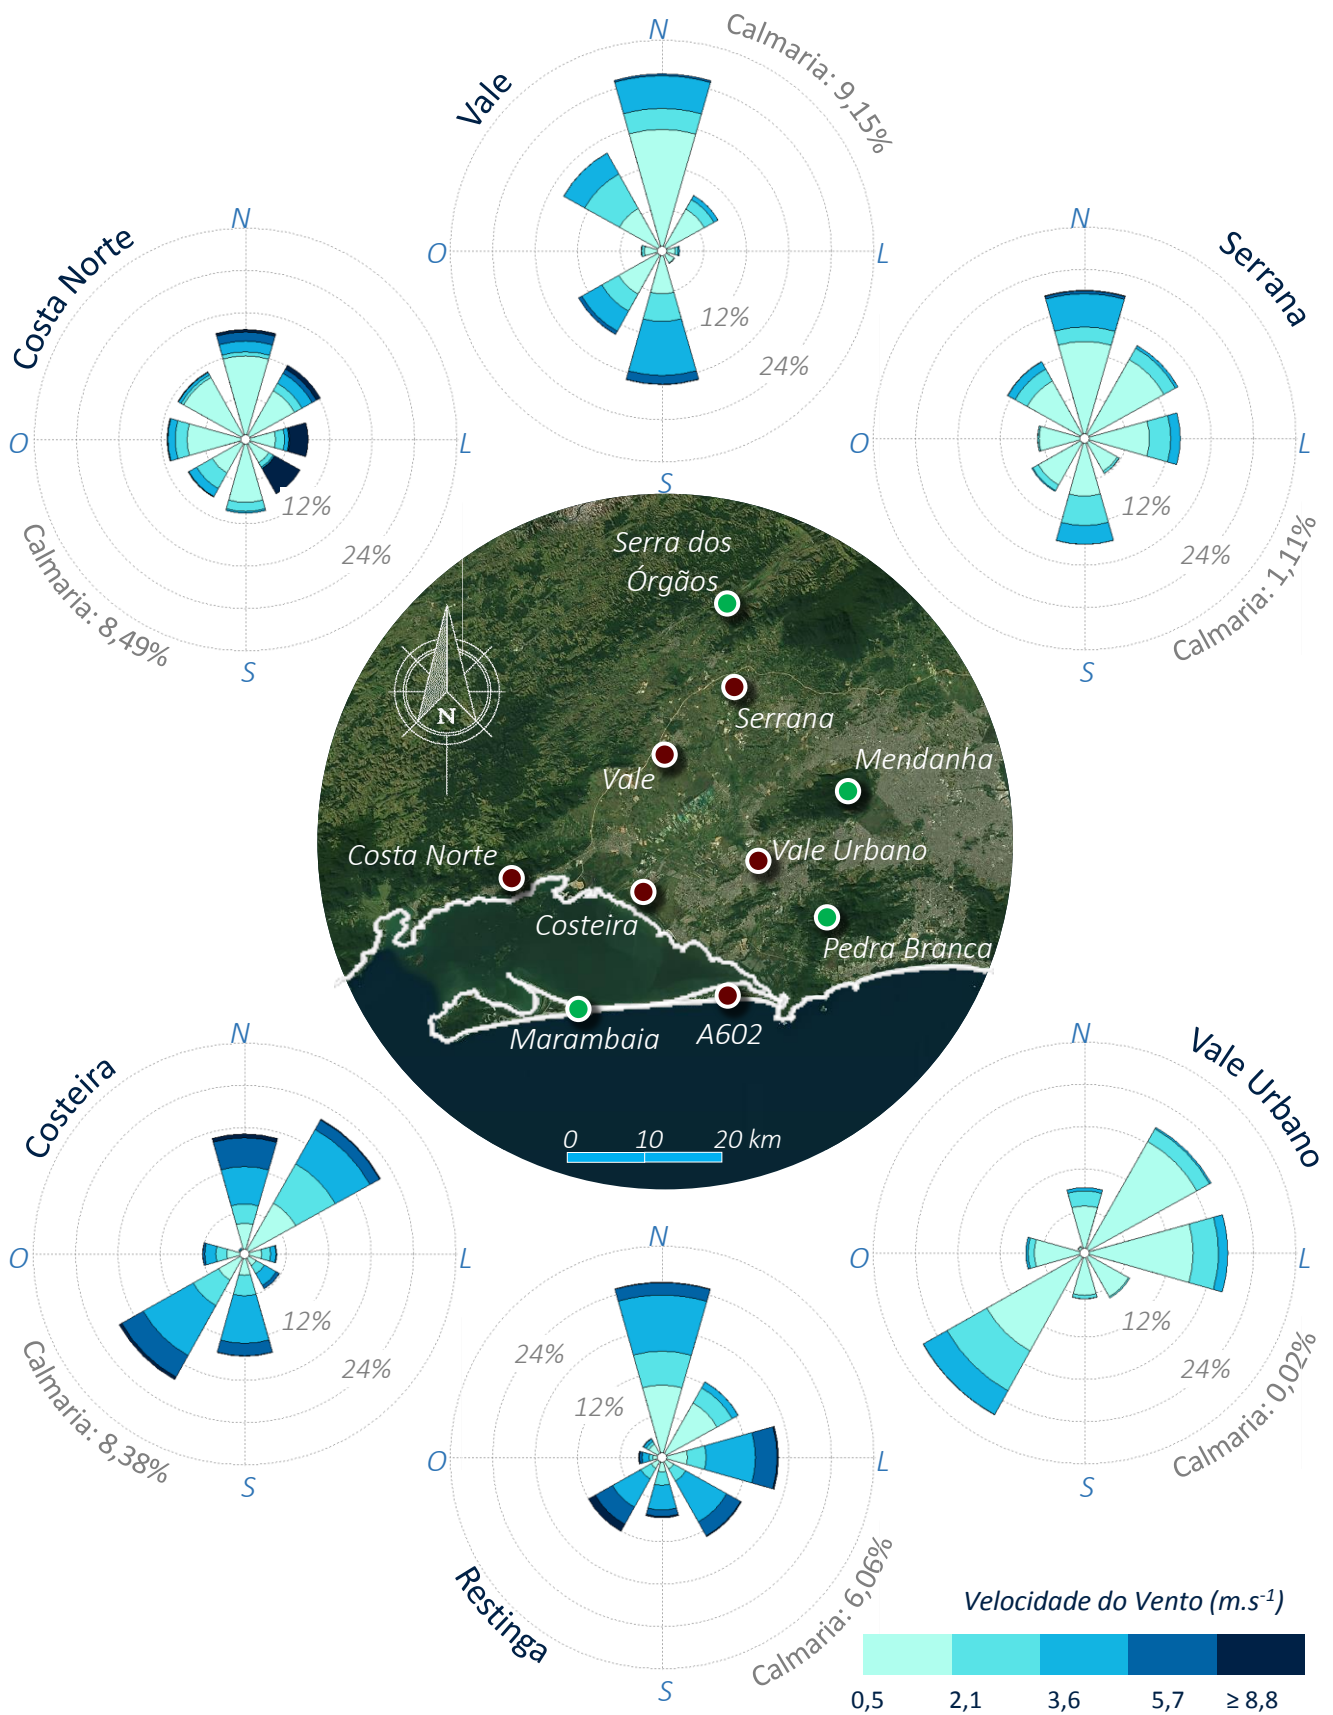 N
Calmaria: 9,15%
Vale
O
L
12%
24%
S
Costa Norte
N
O
L
12%
24%
Calmaria: 8,49%
S
Serrana
N
O
L
12%
24%
Calmaria: 1,11%
S
Serra dos
Órgãos
N
Serrana
Mendanha
Vale
Vale Urbano
Costa Norte
Costeira
Pedra Branca
Marambaia
A602
0 10 20 km
Costeira
N
O
L
12%
24%
Calmaria: 8,38%
S
Vale Urbano
N
O
L
12%
24%
Calmaria: 0,02%
S
N
24%
12%
O
L
Restinga
Calmaria: 6,06%
S
Velocidade do Vento (m.s-1)
0,5 2,1 3,6 5,7 ≥ 8,8